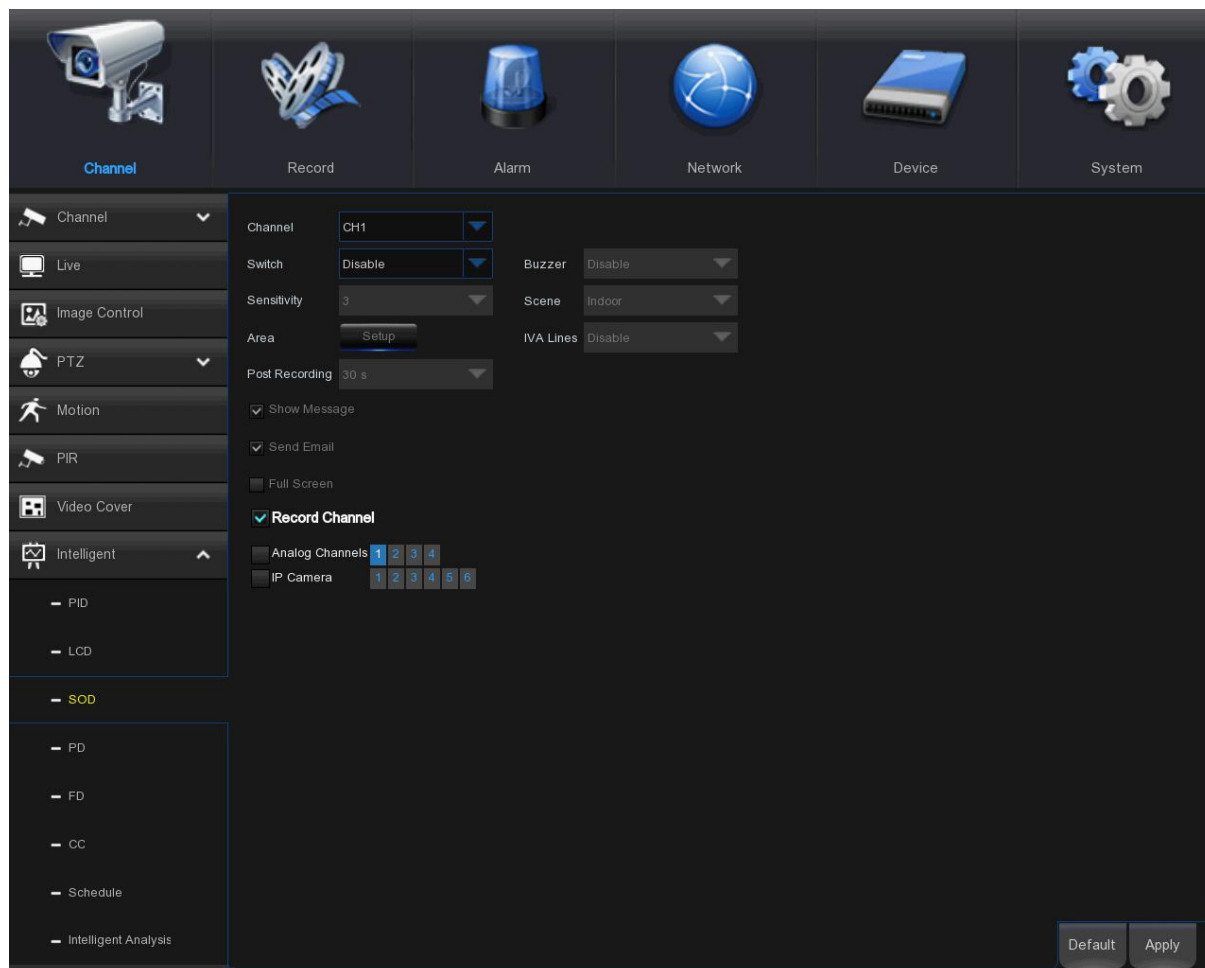 Channel Record Alarm Network Device System
Channel
Live
Image Control
PTZ
Motion
PIR
Video Cover
Intelligent
PID
LCD
SOD
PD
FD
CC
Schedule
Intelligent Analysis
Channel CH1
Switch Disable Buzzer Disable
Sensitivity 3 Scene Indoor
Area Setup IVA Lines Disable
Post Recording 30 s
Show Message
Send Email
Full Screen
Record Channel
Analog Channels 1 2 3 4
IP Camera 1 2 3 4 5 6
Default Apply